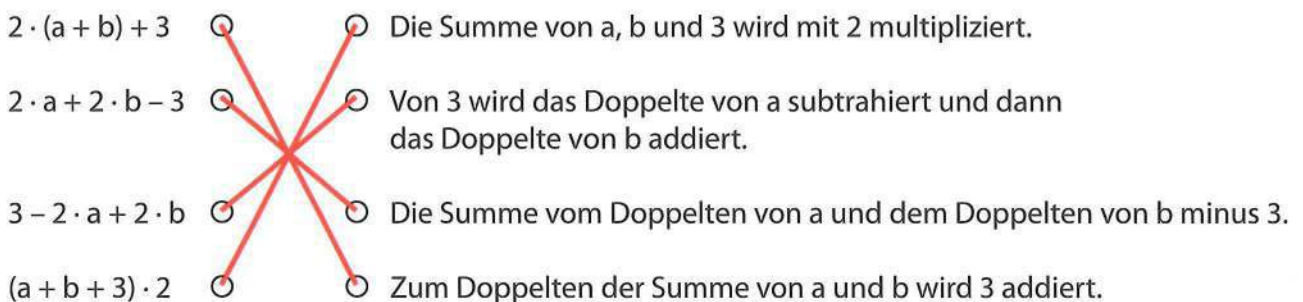 2 · (a + b) + 3 Die Summe von a, b und 3 wird mit 2 multipliziert.
2 · a + 2 · b – 3 Von 3 wird das Doppelte von a subtrahiert und dann
das Doppelte von b addiert.
3 – 2 · a + 2 · b Die Summe vom Doppelten von a und dem Doppelten von b minus 3.
(a + b + 3) · 2 Zum Doppelten der Summe von a und b wird 3 addiert.